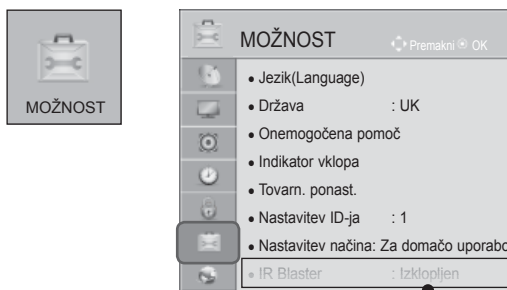 MOŽNOST
MOŽNOST Premakni OK
• Jezik(Language)
• Država : UK
• Onemogočena pomoč
• Indikator vklopa
• Tovarn. ponast.
• Nastavitev ID-ja : 1
• Nastavitev načina: Za domačo uporabo
• IR Blaster : Izklopljen